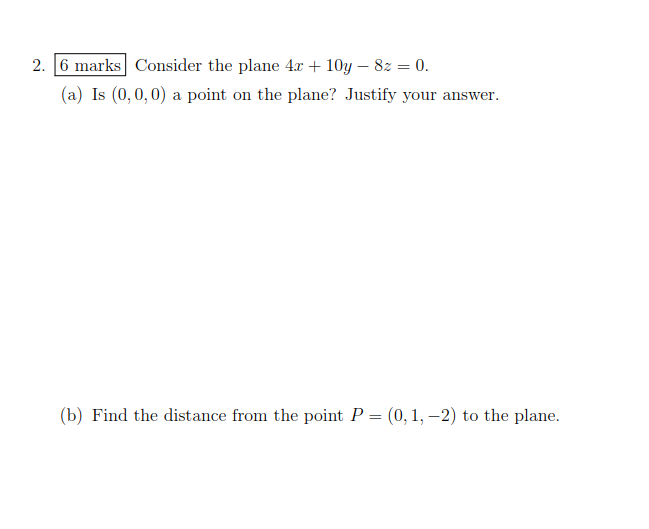 2. 6 marks Consider the plane 4x + 10y − 8z = 0.
(a) Is (0, 0, 0) a point on the plane? Justify your answer.
(b) Find the distance from the point P = (0, 1, −2) to the plane.